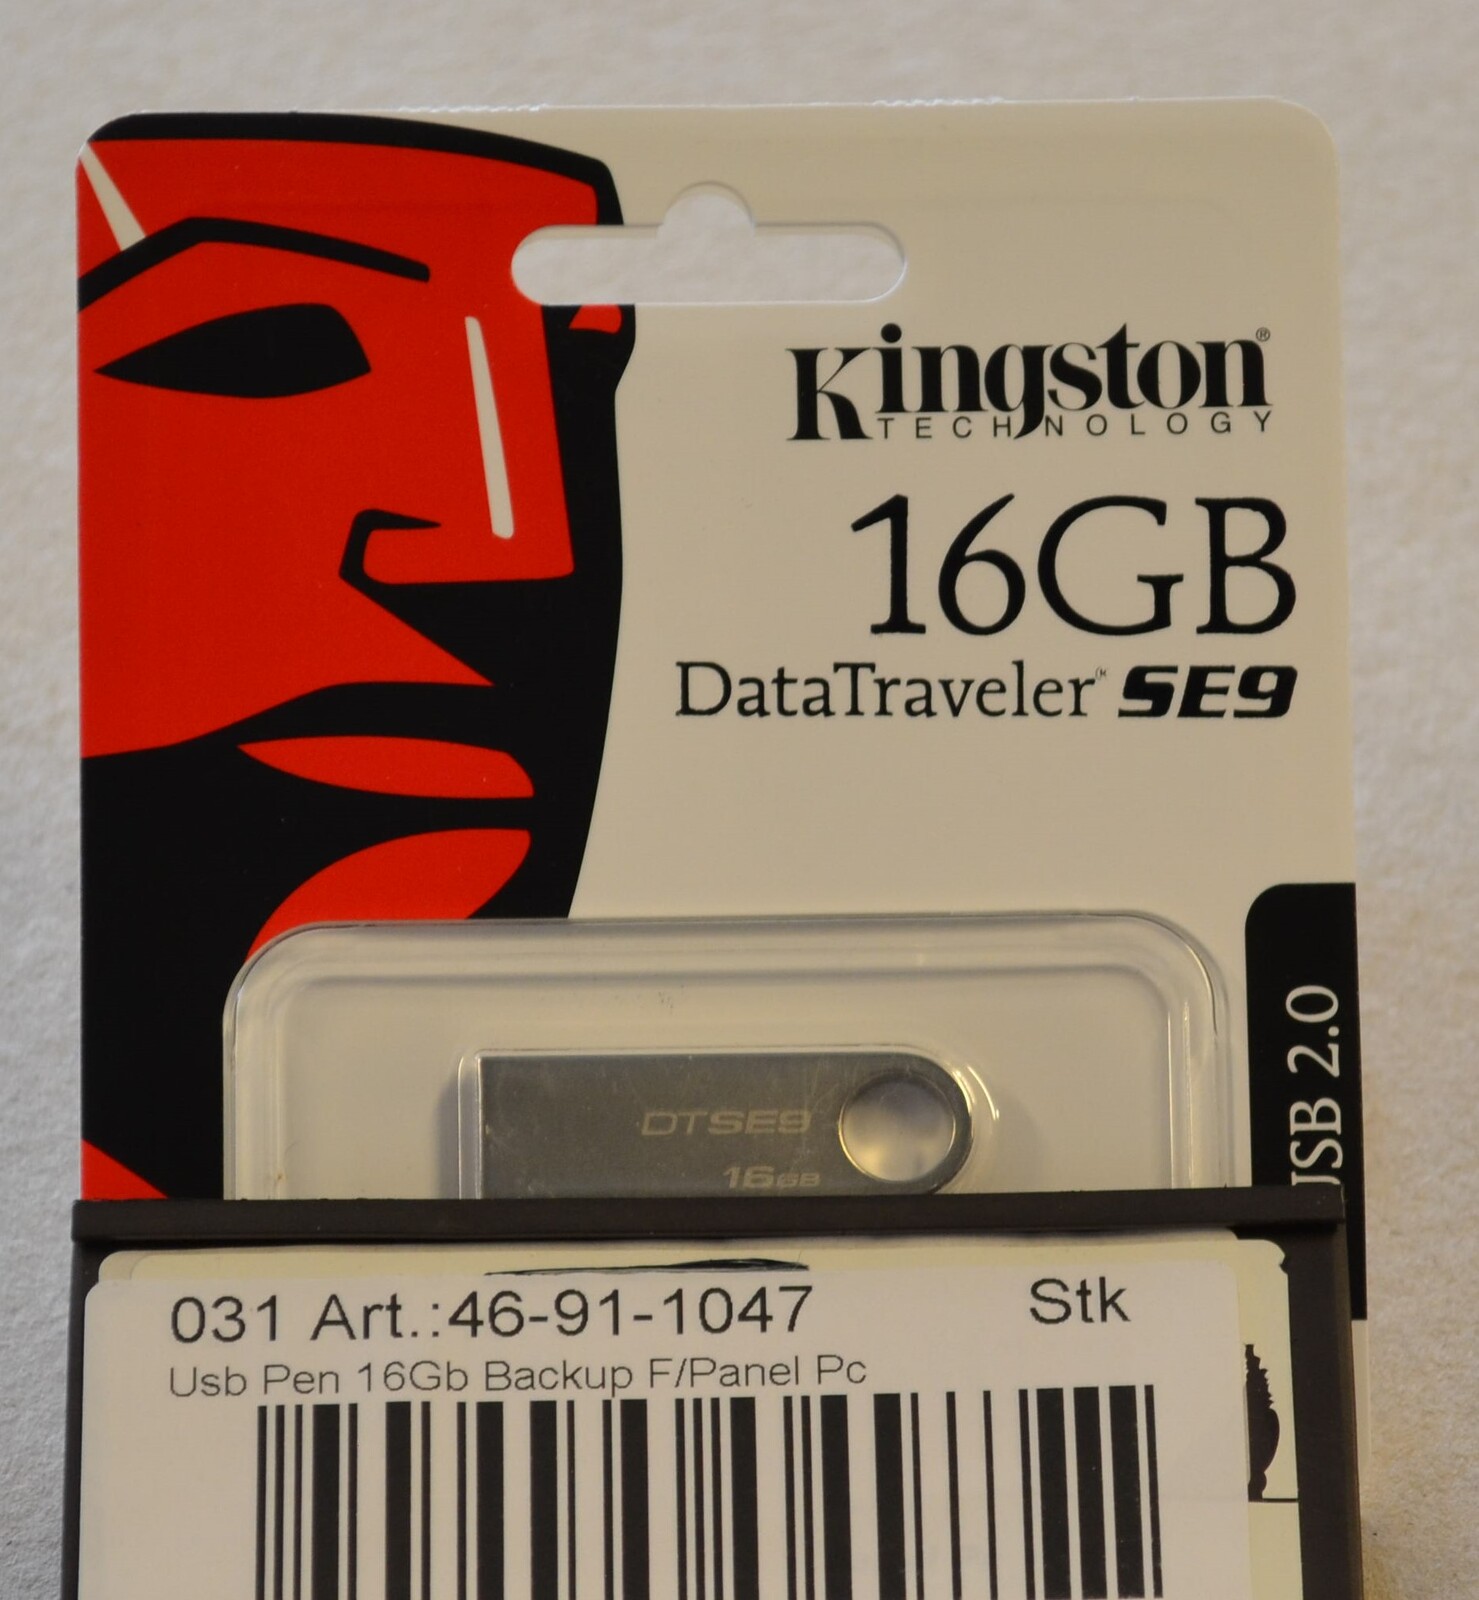 Kingston®
TECHNOLOGY
16GB
DataTraveler™ SE9
USB 2.0
DTSE9
16GB
031 Art.:46-91-1047 Stk
Usb Pen 16Gb Backup F/Panel Pc